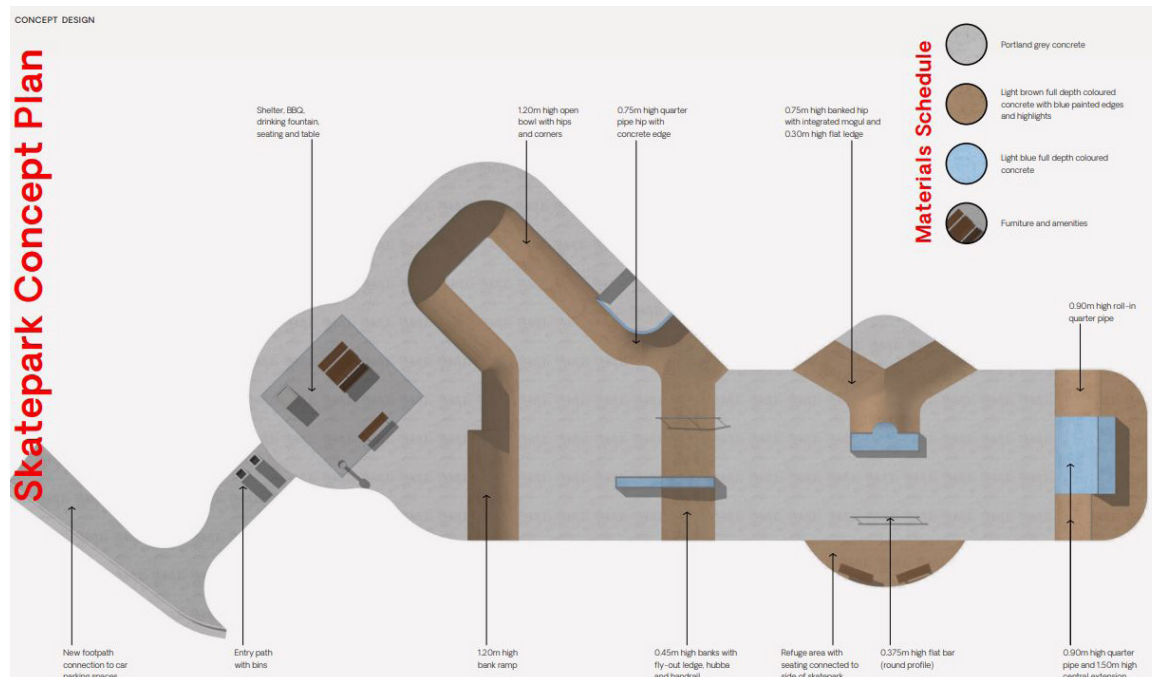 CONCEPT DESIGN
Skatepark Concept Plan
Shelter, BBQ,
drinking fountain,
seating and table
1.20m high open
bowl with hips
and corners
0.75m high quarter
pipe hip with
concrete edge
0.75m high banked hip
with integrated mogul and
0.30m high flat ledge
Materials Schedule
Portland grey concrete
Light brown full depth coloured
concrete with blue painted edges
and highlights
Light blue full depth coloured
concrete
Furniture and amenities
0.90m high roll-in
quarter pipe
New footpath
connection to car
parking spaces
Entry path
with bins
1.20m high
bank ramp
0.45m high banks with
fly-out ledge, hubba
and handrail
Refuge area with
seating connected to
side of skatepark
0.375m high flat bar
(round profile)
0.90m high quarter
pipe and 1.50m high
central extension